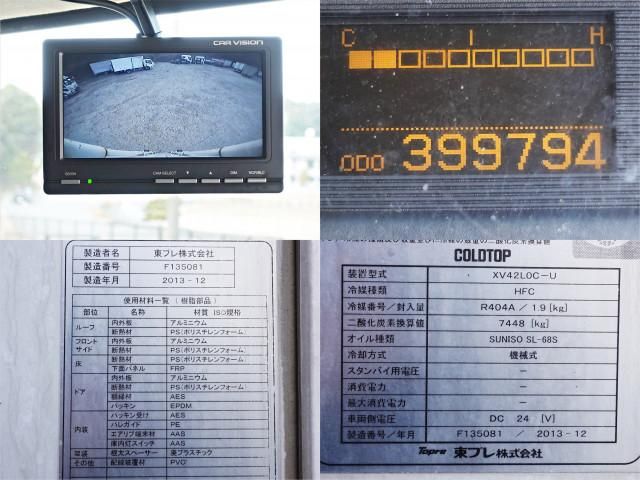 CAR VISION
CAM SELECT ▼ ▲ DIM
C I H
ODO 399794
製造者名 東プレ株式会社
製造番号 F135081
製造年月 2013-12
使用材料一覧 (樹脂部品)
部位 名称 材質 ISO規格
ルーフ 内外板 アルミニウム
断熱材 PS(ポリスチレンフォーム)
フロント サイド 内外板 アルミニウム
断熱材 PS(ポリスチレンフォーム)
床 断熱材 PS(ポリスチレンフォーム)
下面パネル FRP
ドア 内外板 アルミニウム
断熱材 PS(ポリスチレンフォーム)
額縁材 AES
パッキン EPDM
内装 パッキン受け AES
ハレガイド PE
エアリブ端末材 AAS
庫内灯スイッチ AAS
架装 根太スペーサー 東プラスチック
その他 配線被覆材 PVC
COLDTOP
装置型式 XV42L0C-U
冷媒種類 HFC
冷媒番号/封入量 R404A / 1.9 [kg]
二酸化炭素換算値 7448 [kg]
オイル種類 SUNISO SL-68S
冷却方式 機械式
スタンバイ用電圧 -
消費電力 -
最大消費電力 -
車両側電圧 DC 24 [V]
製造番号/年月 F135081 / 2013-12
Topre 東プレ株式会社